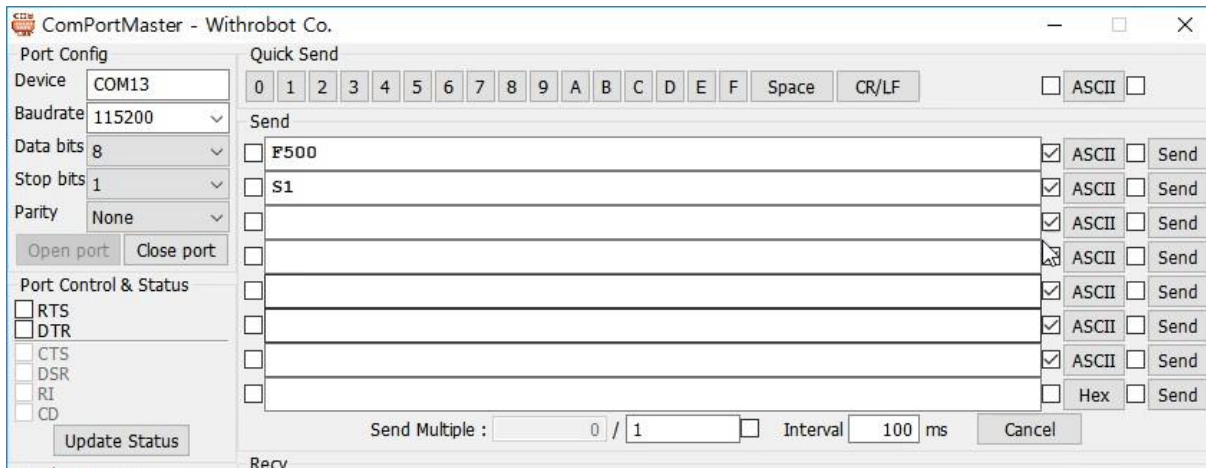 ComPortMaster - Withrobot Co.
Port Config
Device COM13
Baudrate 115200
Data bits 8
Stop bits 1
Parity None
Open port Close port
Port Control & Status
RTS
DTR
CTS
DSR
RI
CD
Update Status
Quick Send
0 1 2 3 4 5 6 7 8 9 A B C D E F Space CR/LF ASCII
Send
F500 ASCII Send
S1 ASCII Send
ASCII Send
ASCII Send
ASCII Send
ASCII Send
ASCII Send
Hex Send
Send Multiple : 0 / 1 Interval 100 ms Cancel
Recv